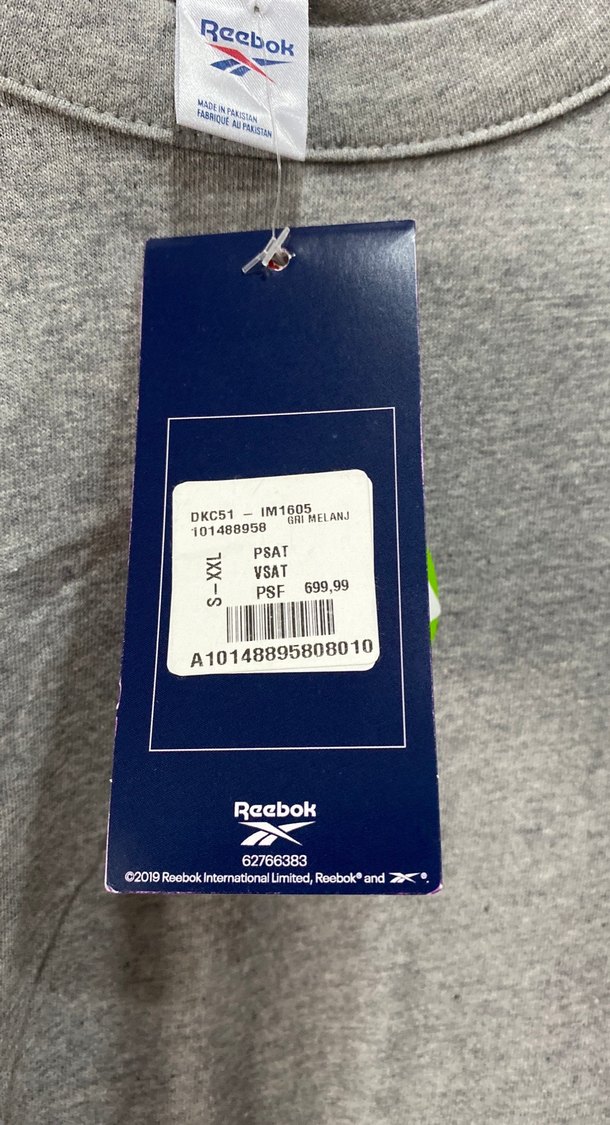 Reebok
MADE IN PAKISTAN
FABRIQUÉ AU PAKISTAN
DKC51 - IM1605
101488958 GRI MELANJ
S-XXL
PSAT
VSAT
PSF 699,99
A10148895808010
Reebok
62766383
©2019 Reebok International Limited, Reebok® and ®.